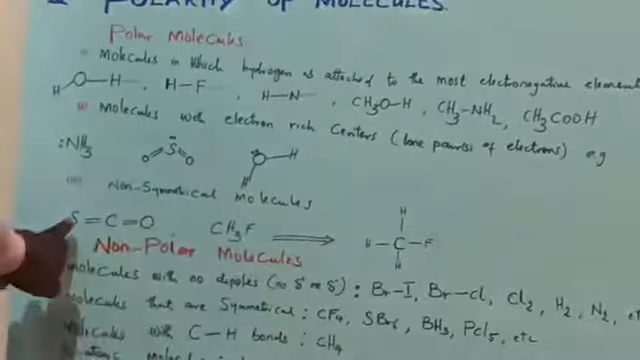 POLARITY OF MOLECULES.
Polar Molecules
Molecules in which hydrogen is attached to the most electronegative element
H O—H , H—F , H—N , CH3O—H , CH3—NH2, CH3COOH
(ii) Molecules with electron rich centers (lone pairs of electrons) e.g
:NH3 O S O O H H
(iii) Non-Symmetrical Molecules
S=C=O , CH3F ⟹ H H—C—F H
Non-Polar Molecules
Molecules with no dipoles (no δ+ or δ-) : Br—I, Br—Cl, Cl2, H2, N2, etc
Molecules that are Symmetrical : CF4, SBr6, BH3, PCl5, etc
Molecules with C—H bonds : CH4